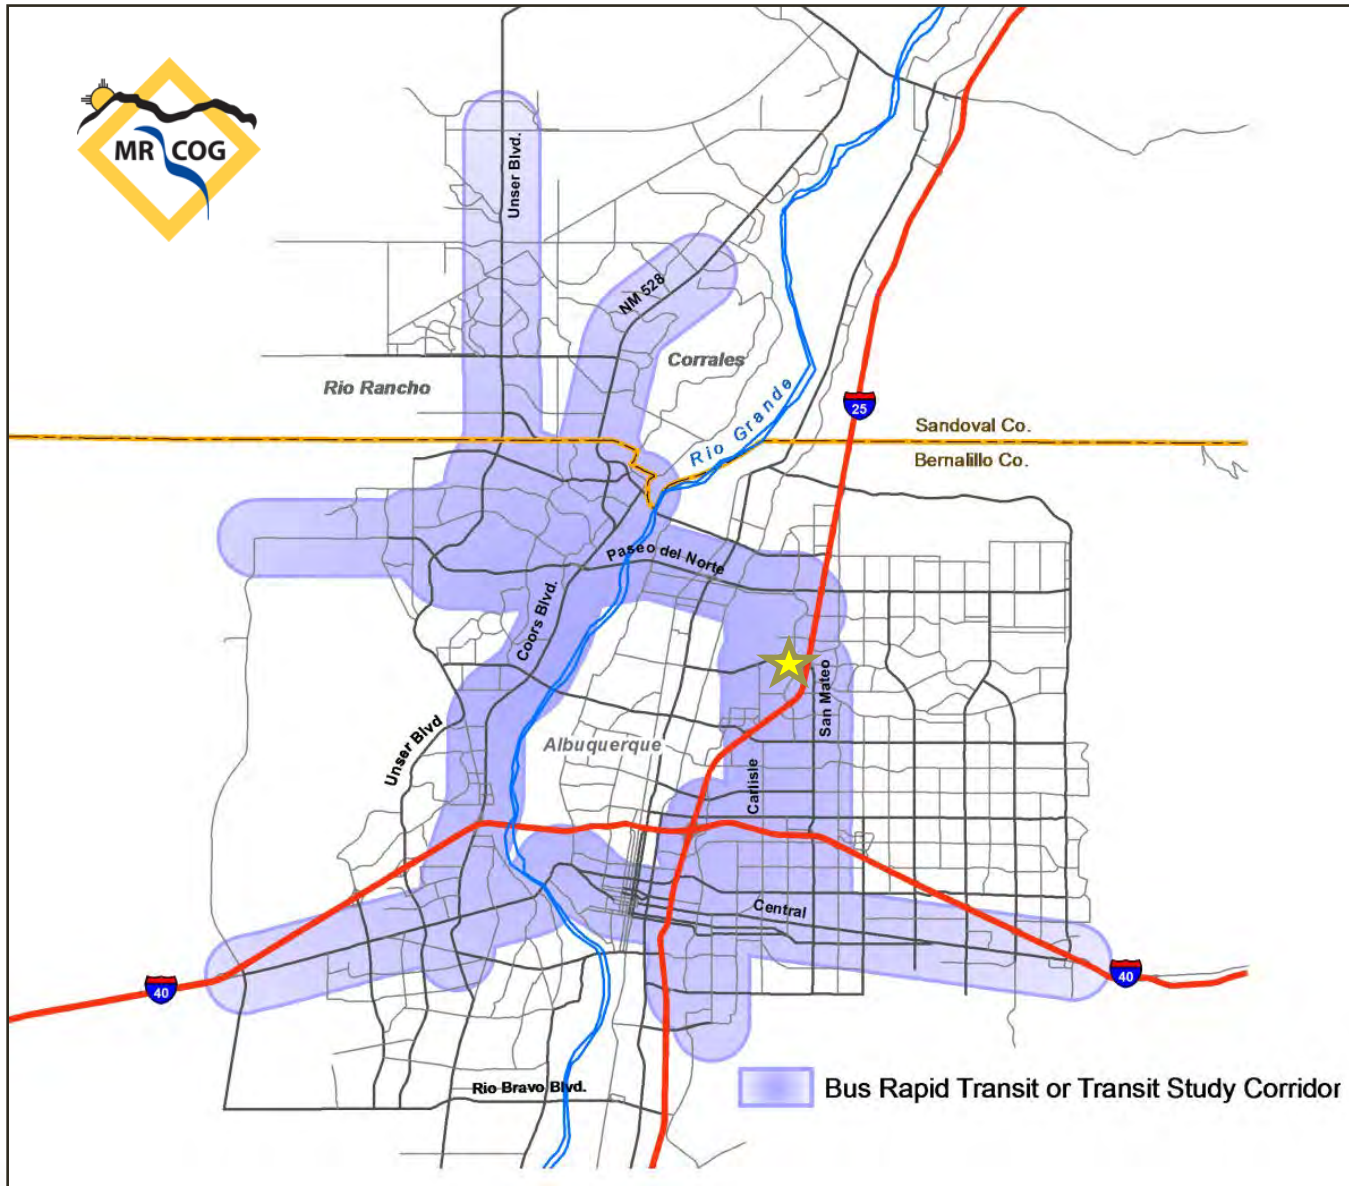 MR COG
Unser Blvd.
NM 528
Corrales
Rio Rancho
Rio Grande
25
Sandoval Co.
Bernalillo Co.
Paseo del Norte
Coors Blvd.
San Mateo
Unser Blvd
Albuquerque
Carlisle
Central
40
40
Rio Bravo Blvd.
Bus Rapid Transit or Transit Study Corridor